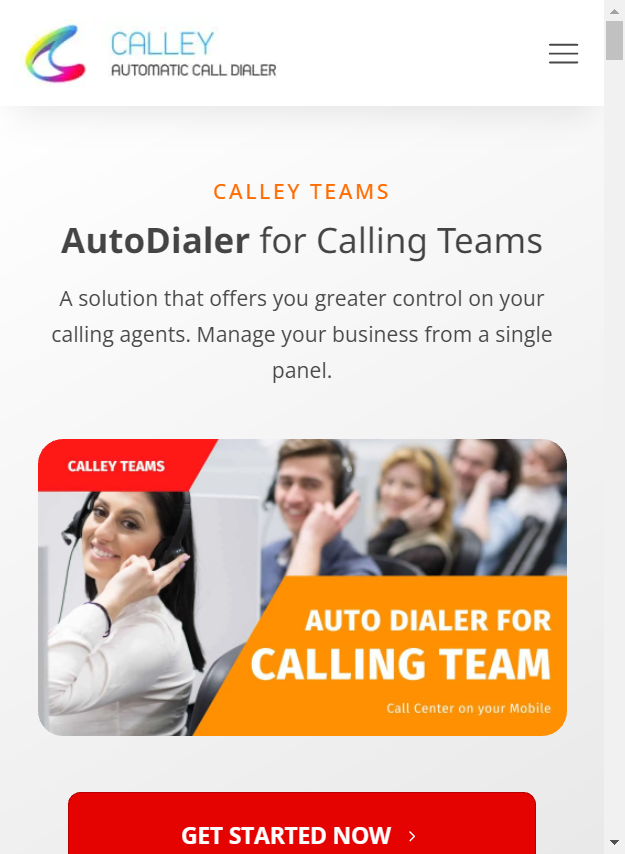 CALLEY
AUTOMATIC CALL DIALER
CALLEY TEAMS
AutoDialer for Calling Teams
A solution that offers you greater control on your
calling agents. Manage your business from a single
panel.
CALLEY TEAMS
AUTO DIALER FOR
CALLING TEAM
Call Center on your Mobile
GET STARTED NOW